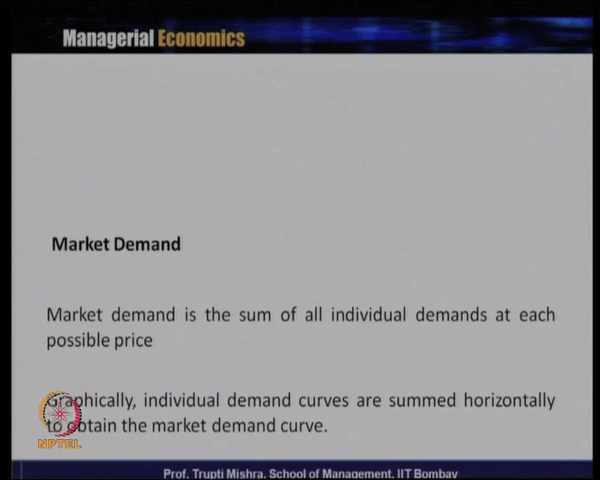 Managerial Economics
Market Demand
Market demand is the sum of all individual demands at each
possible price
Graphically, individual demand curves are summed horizontally
to obtain the market demand curve.
NPTEL
Prof. Trupti Mishra, School of Management, IIT Bombay